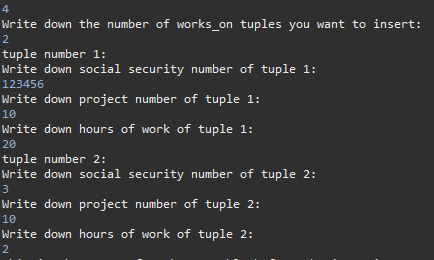 4
Write down the number of works_on tuples you want to insert:
2
tuple number 1:
Write down social security number of tuple 1:
123456
Write down project number of tuple 1:
10
Write down hours of work of tuple 1:
20
tuple number 2:
Write down social security number of tuple 2:
3
Write down project number of tuple 2:
10
Write down hours of work of tuple 2:
2